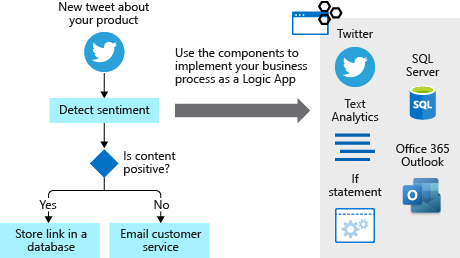 New tweet about
your product
Detect sentiment
Is content
positive?
Yes
No
Store link in a
database
Email customer
service
Use the components to
implement your business
process as a Logic App
Twitter
Text
Analytics
If
statement
SQL
Server
SQL
Office 365
Outlook
O